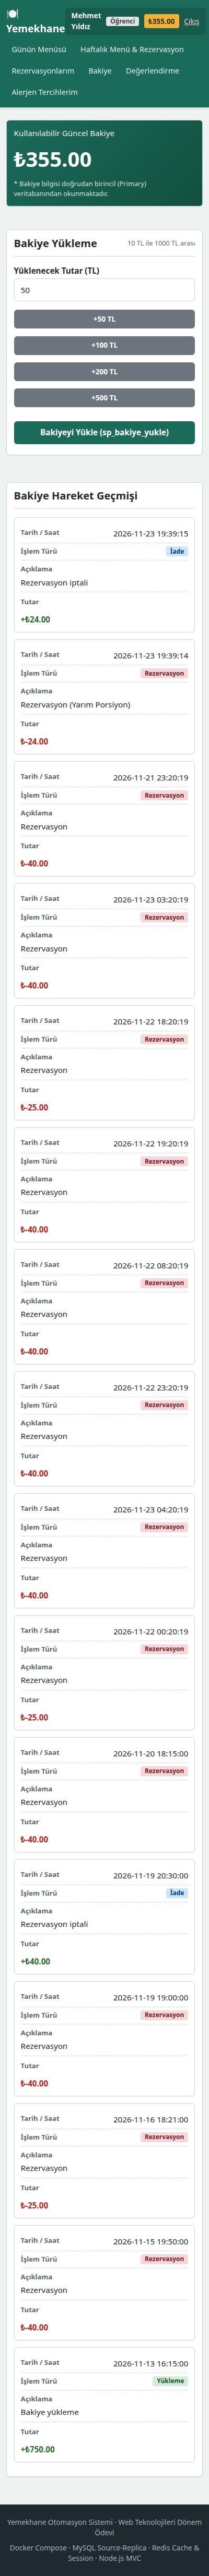 🍽️ Yemekhane
Mehmet Yıldız
Öğrenci
₺355.00
Çıkış
Günün Menüsü
Haftalık Menü & Rezervasyon
Rezervasyonlarım
Bakiye
Değerlendirme
Alerjen Tercihlerim
Kullanılabilir Güncel Bakiye
₺355.00
* Bakiye bilgisi doğrudan birincil (Primary)
veritabanından okunmaktadır.
Bakiye Yükleme
10 TL ile 1000 TL arası
Yüklenecek Tutar (TL)
50
+50 TL
+100 TL
+200 TL
+500 TL
Bakiyeyi Yükle (sp_bakiye_yukle)
Bakiye Hareket Geçmişi
Tarih / Saat 2026-11-23 19:39:15
İşlem Türü İade
Açıklama
Rezervasyon iptali
Tutar
+₺24.00
Tarih / Saat 2026-11-23 19:39:14
İşlem Türü Rezervasyon
Açıklama
Rezervasyon (Yarım Porsiyon)
Tutar
₺-24.00
Tarih / Saat 2026-11-21 23:20:19
İşlem Türü Rezervasyon
Açıklama
Rezervasyon
Tutar
₺-40.00
Tarih / Saat 2026-11-23 03:20:19
İşlem Türü Rezervasyon
Açıklama
Rezervasyon
Tutar
₺-40.00
Tarih / Saat 2026-11-22 18:20:19
İşlem Türü Rezervasyon
Açıklama
Rezervasyon
Tutar
₺-25.00
Tarih / Saat 2026-11-22 19:20:19
İşlem Türü Rezervasyon
Açıklama
Rezervasyon
Tutar
₺-40.00
Tarih / Saat 2026-11-22 08:20:19
İşlem Türü Rezervasyon
Açıklama
Rezervasyon
Tutar
₺-40.00
Tarih / Saat 2026-11-22 23:20:19
İşlem Türü Rezervasyon
Açıklama
Rezervasyon
Tutar
₺-40.00
Tarih / Saat 2026-11-23 04:20:19
İşlem Türü Rezervasyon
Açıklama
Rezervasyon
Tutar
₺-40.00
Tarih / Saat 2026-11-22 00:20:19
İşlem Türü Rezervasyon
Açıklama
Rezervasyon
Tutar
₺-25.00
Tarih / Saat 2026-11-20 18:15:00
İşlem Türü Rezervasyon
Açıklama
Rezervasyon
Tutar
₺-40.00
Tarih / Saat 2026-11-19 20:30:00
İşlem Türü İade
Açıklama
Rezervasyon iptali
Tutar
+₺40.00
Tarih / Saat 2026-11-19 19:00:00
İşlem Türü Rezervasyon
Açıklama
Rezervasyon
Tutar
₺-40.00
Tarih / Saat 2026-11-16 18:21:00
İşlem Türü Rezervasyon
Açıklama
Rezervasyon
Tutar
₺-25.00
Tarih / Saat 2026-11-15 19:50:00
İşlem Türü Rezervasyon
Açıklama
Rezervasyon
Tutar
₺-40.00
Tarih / Saat 2026-11-13 16:15:00
İşlem Türü Yükleme
Açıklama
Bakiye yükleme
Tutar
+₺750.00
Yemekhane Otomasyon Sistemi · Web Teknolojileri Dönem
Ödevi
Docker Compose · MySQL Source-Replica · Redis Cache &
Session · Node.js MVC